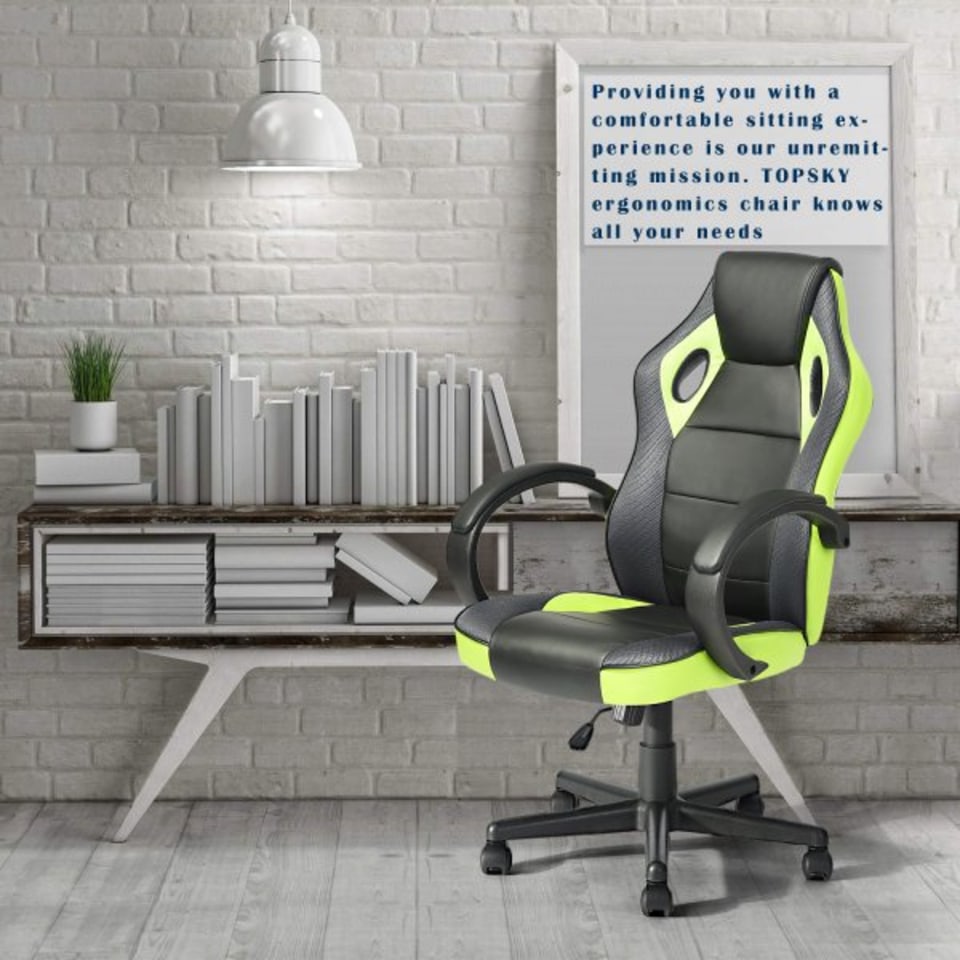 Providing you with a
comfortable sitting ex-
perience is our unremit-
ting mission. TOPSKY
ergonomics chair knows
all your needs